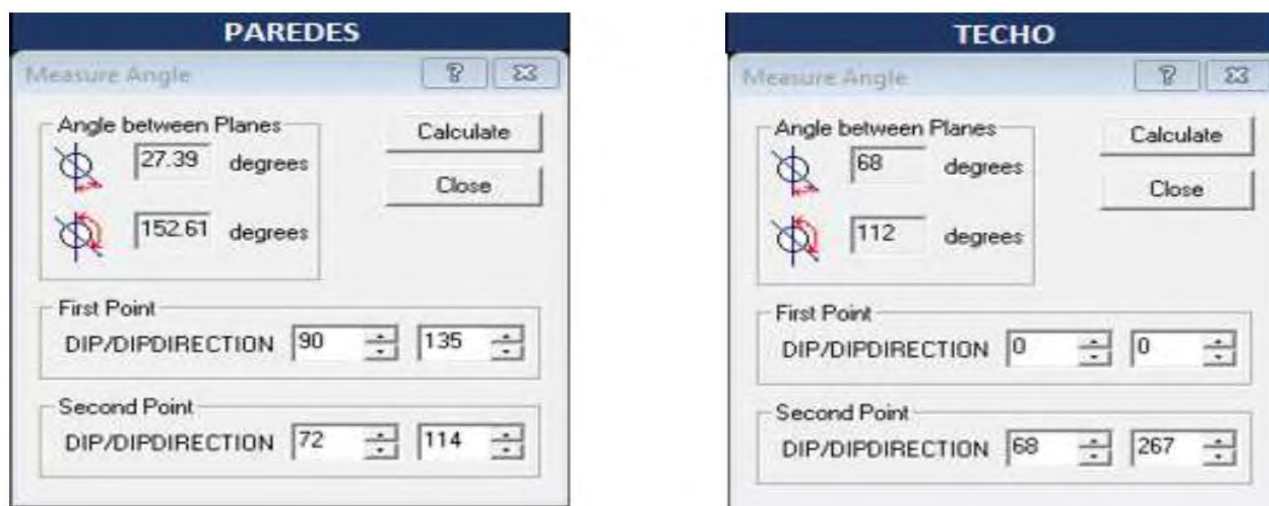 PAREDES
Measure Angle
Angle between Planes
27.39 degrees
152.61 degrees
Calculate
Close
First Point
DIP/DIPDIRECTION 90 135
Second Point
DIP/DIPDIRECTION 72 114
TECHO
Measure Angle
Angle between Planes
68 degrees
112 degrees
Calculate
Close
First Point
DIP/DIPDIRECTION 0 0
Second Point
DIP/DIPDIRECTION 68 267